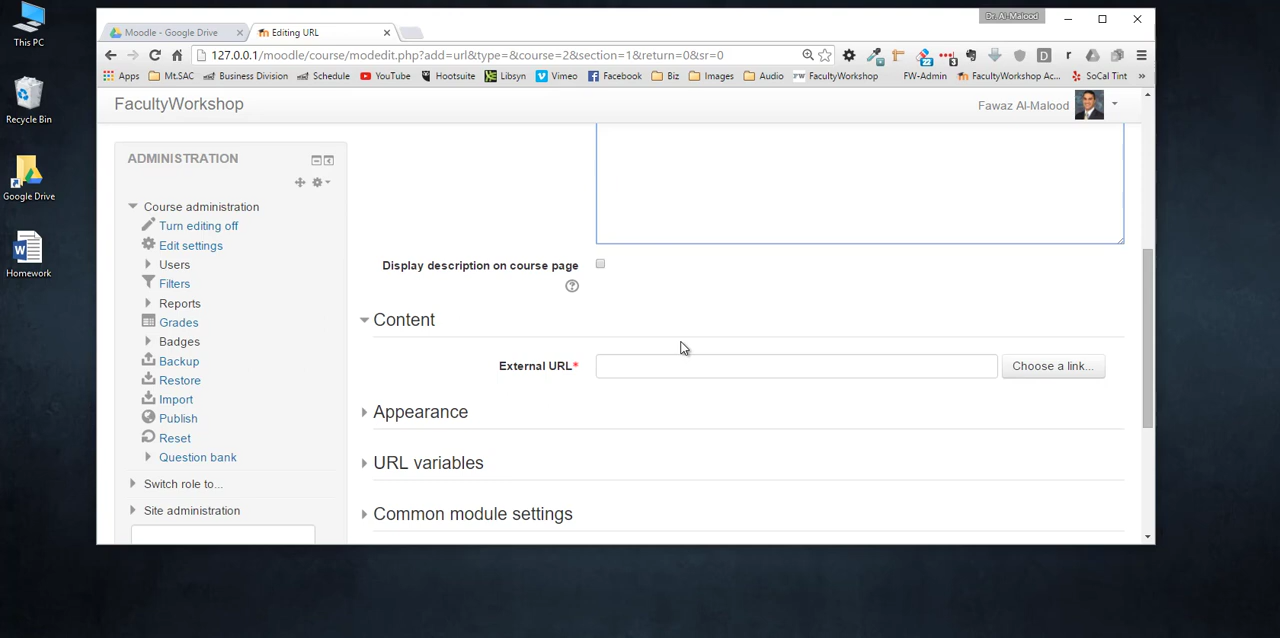 This PC
Recycle Bin
Google Drive
Homework
Moodle - Google Drive
Editing URL
Dr. Al-Malood
127.0.0.1/moodle/course/modedit.php?add=url&type=&course=2&section=1&return=0&sr=0
Apps Mt.SAC Business Division Schedule YouTube Hootsuite Libsyn Vimeo Facebook Biz Images Audio FacultyWorkshop FW-Admin FacultyWorkshop Ac... SoCal Tint »
FacultyWorkshop
Fawaz Al-Malood
ADMINISTRATION
Course administration
Turn editing off
Edit settings
Users
Filters
Reports
Grades
Badges
Backup
Restore
Import
Publish
Reset
Question bank
Switch role to...
Site administration
Display description on course page
Content
External URL*
Choose a link...
Appearance
URL variables
Common module settings